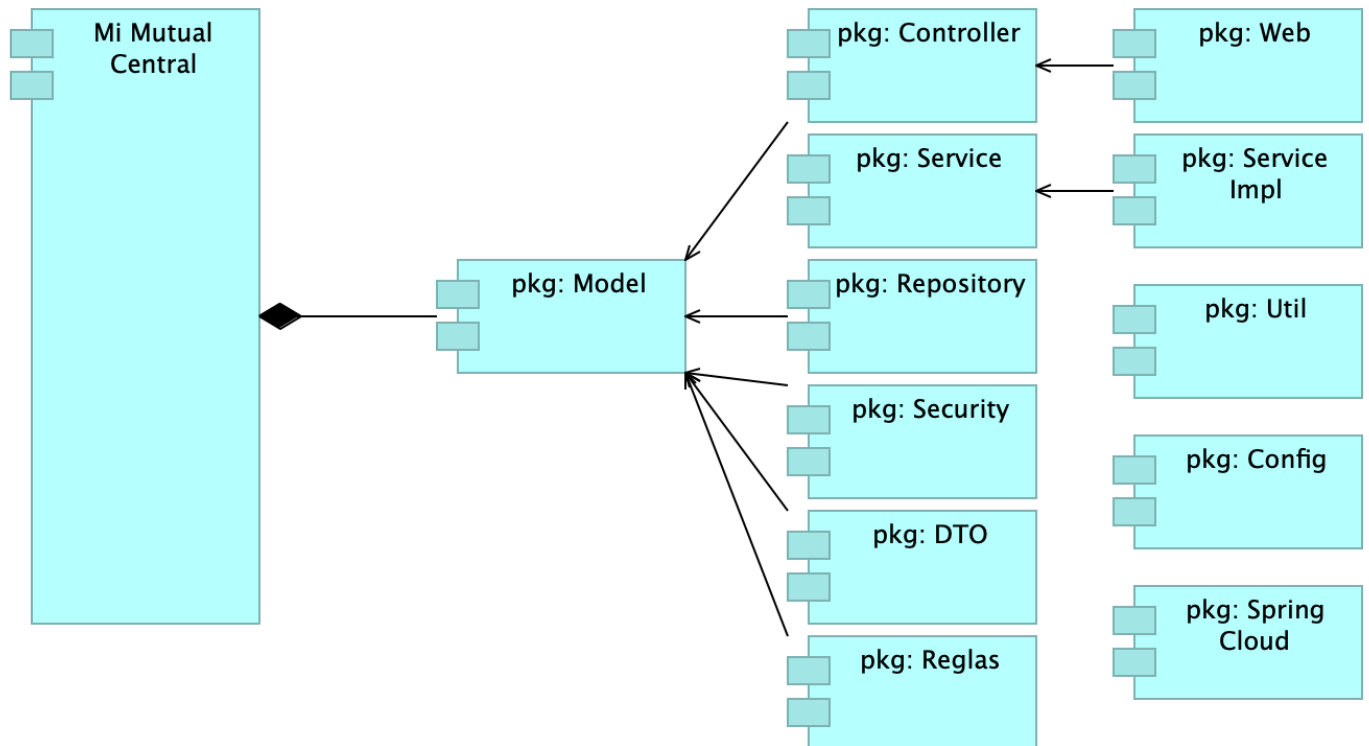 Mi Mutual
Central
pkg: Controller
pkg: Web
pkg: Service
pkg: Service
Impl
pkg: Model
pkg: Repository
pkg: Util
pkg: Security
pkg: Config
pkg: DTO
pkg: Spring
Cloud
pkg: Reglas